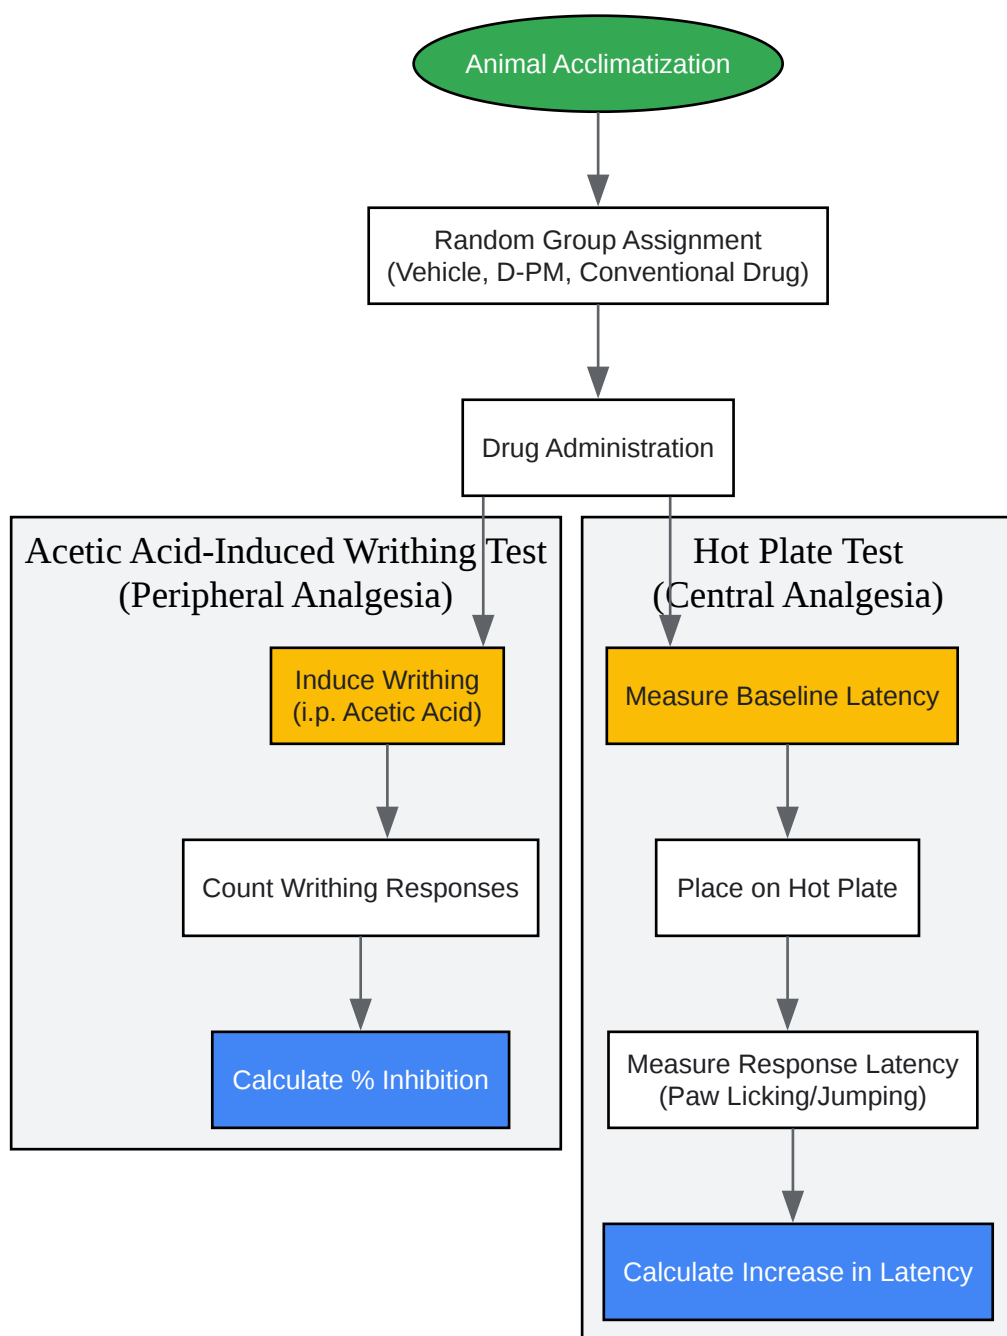 Animal Acclimatization
Random Group Assignment
(Vehicle, D-PM, Conventional Drug)
Drug Administration
Acetic Acid-Induced Writhing Test
(Peripheral Analgesia)
Induce Writhing
(i.p. Acetic Acid)
Count Writhing Responses
Calculate % Inhibition
Hot Plate Test
(Central Analgesia)
Measure Baseline Latency
Place on Hot Plate
Measure Response Latency
(Paw Licking/Jumping)
Calculate Increase in Latency